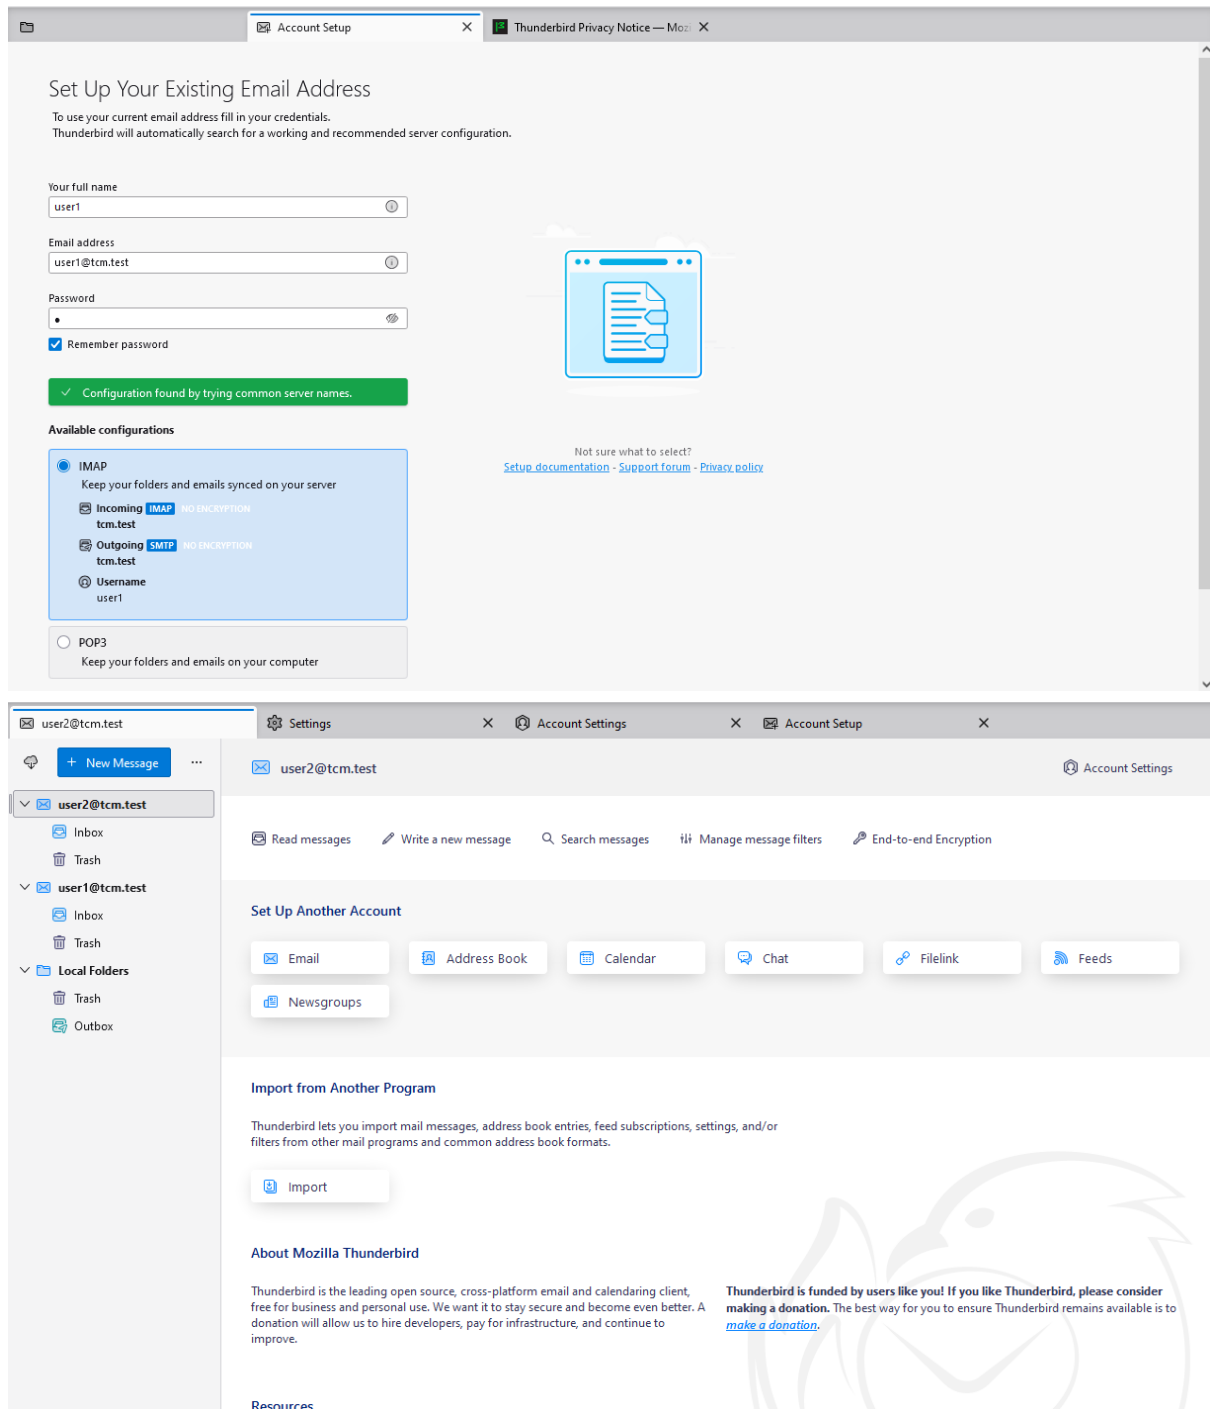 Account Setup
Thunderbird Privacy Notice — Mozi
Set Up Your Existing Email Address
To use your current email address fill in your credentials.
Thunderbird will automatically search for a working and recommended server configuration.
Your full name
user1
Email address
user1@tcm.test
Password
Remember password
Configuration found by trying common server names.
Available configurations
IMAP
Keep your folders and emails synced on your server
Incoming IMAP NO ENCRYPTION
tcm.test
Outgoing SMTP NO ENCRYPTION
tcm.test
Username
user1
POP3
Keep your folders and emails on your computer
Not sure what to select?
Setup documentation - Support forum - Privacy policy
user2@tcm.test
Settings
Account Settings
Account Setup
+ New Message
user2@tcm.test
Inbox
Trash
user1@tcm.test
Inbox
Trash
Local Folders
Trash
Outbox
user2@tcm.test
Account Settings
Read messages
Write a new message
Search messages
Manage message filters
End-to-end Encryption
Set Up Another Account
Email
Address Book
Calendar
Chat
Filelink
Feeds
Newsgroups
Import from Another Program
Thunderbird lets you import mail messages, address book entries, feed subscriptions, settings, and/or
filters from other mail programs and common address book formats.
Import
About Mozilla Thunderbird
Thunderbird is the leading open source, cross-platform email and calendaring client,
free for business and personal use. We want it to stay secure and become even better. A
donation will allow us to hire developers, pay for infrastructure, and continue to
improve.
Thunderbird is funded by users like you! If you like Thunderbird, please consider
making a donation. The best way for you to ensure Thunderbird remains available is to
make a donation.
Resources